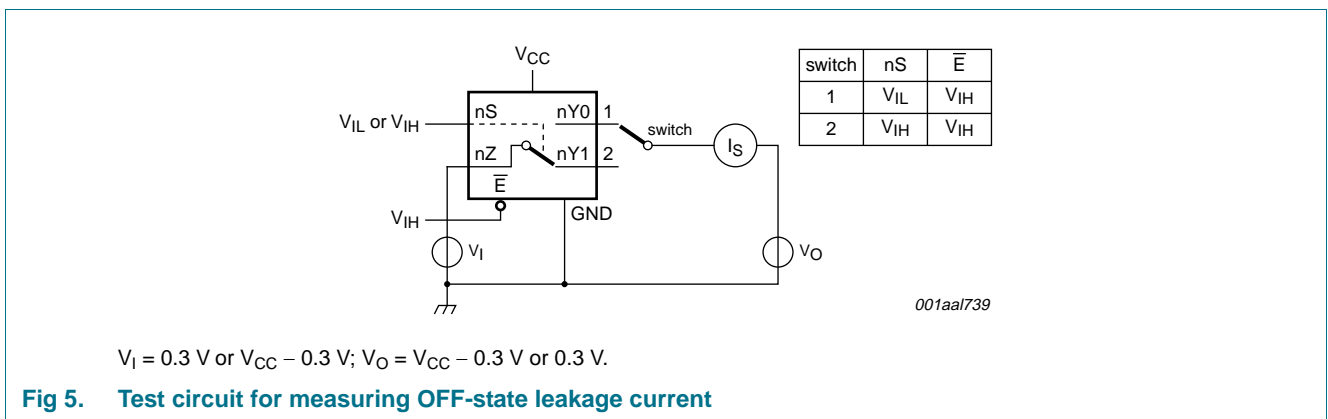 VCC
switch nS E
1 VIL VIH
2 VIH VIH
VIL or VIH
nS
nY0
1
switch
IS
nZ
nY1
2
E
VIH
GND
VI
VO
001aal739
VI = 0.3 V or VCC − 0.3 V; VO = VCC − 0.3 V or 0.3 V.
Fig 5. Test circuit for measuring OFF-state leakage current